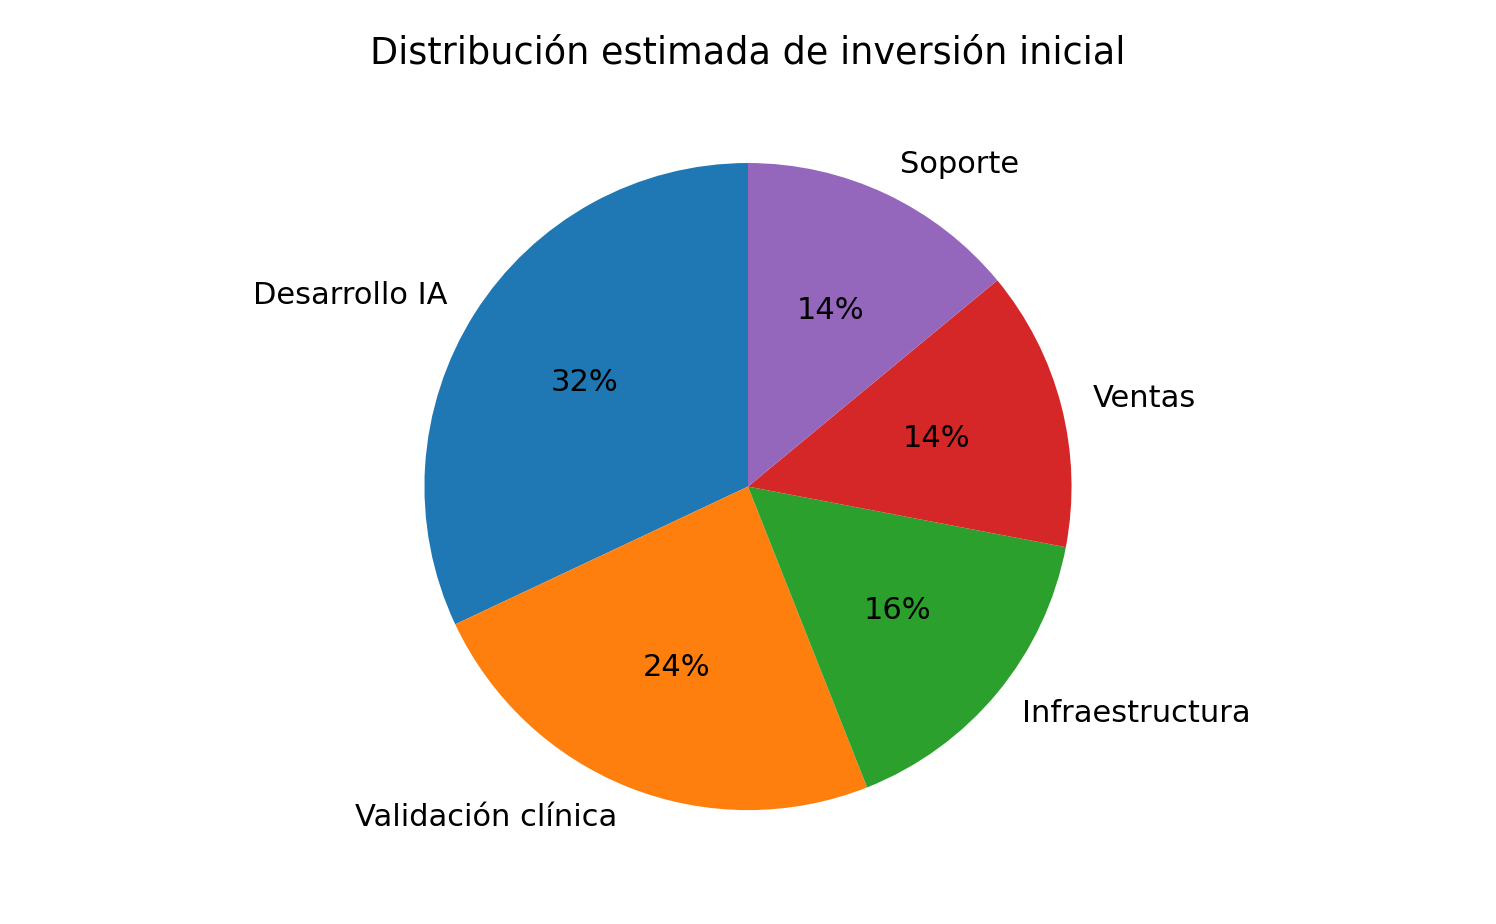 Distribución estimada de inversión inicial
Soporte
Desarrollo IA
14%
32%
Ventas
14%
16%
24%
Infraestructura
Validación clínica